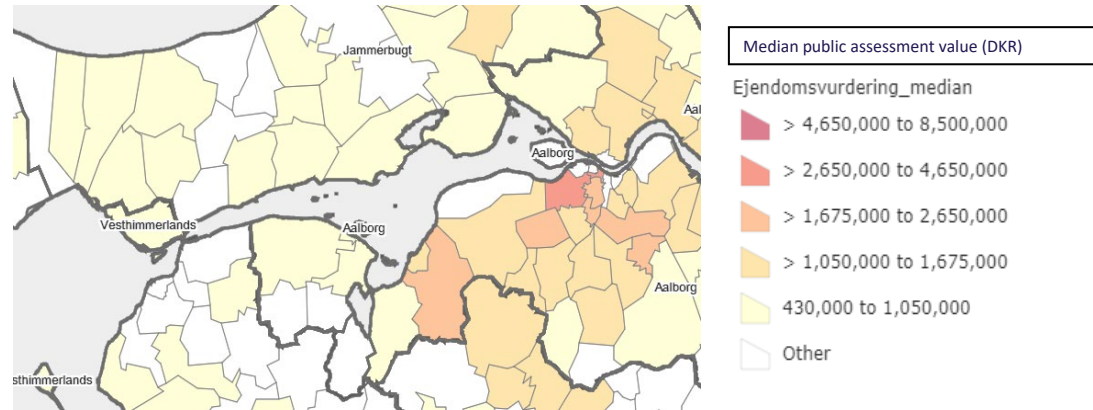 Jammerbugt
Aal
Aalborg
Vesthimmerlands
Aalborg
Aalborg
sthimmerlands
Median public assessment value (DKR)
Ejendomsvurdering_median
> 4,650,000 to 8,500,000
> 2,650,000 to 4,650,000
> 1,675,000 to 2,650,000
> 1,050,000 to 1,675,000
430,000 to 1,050,000
Other